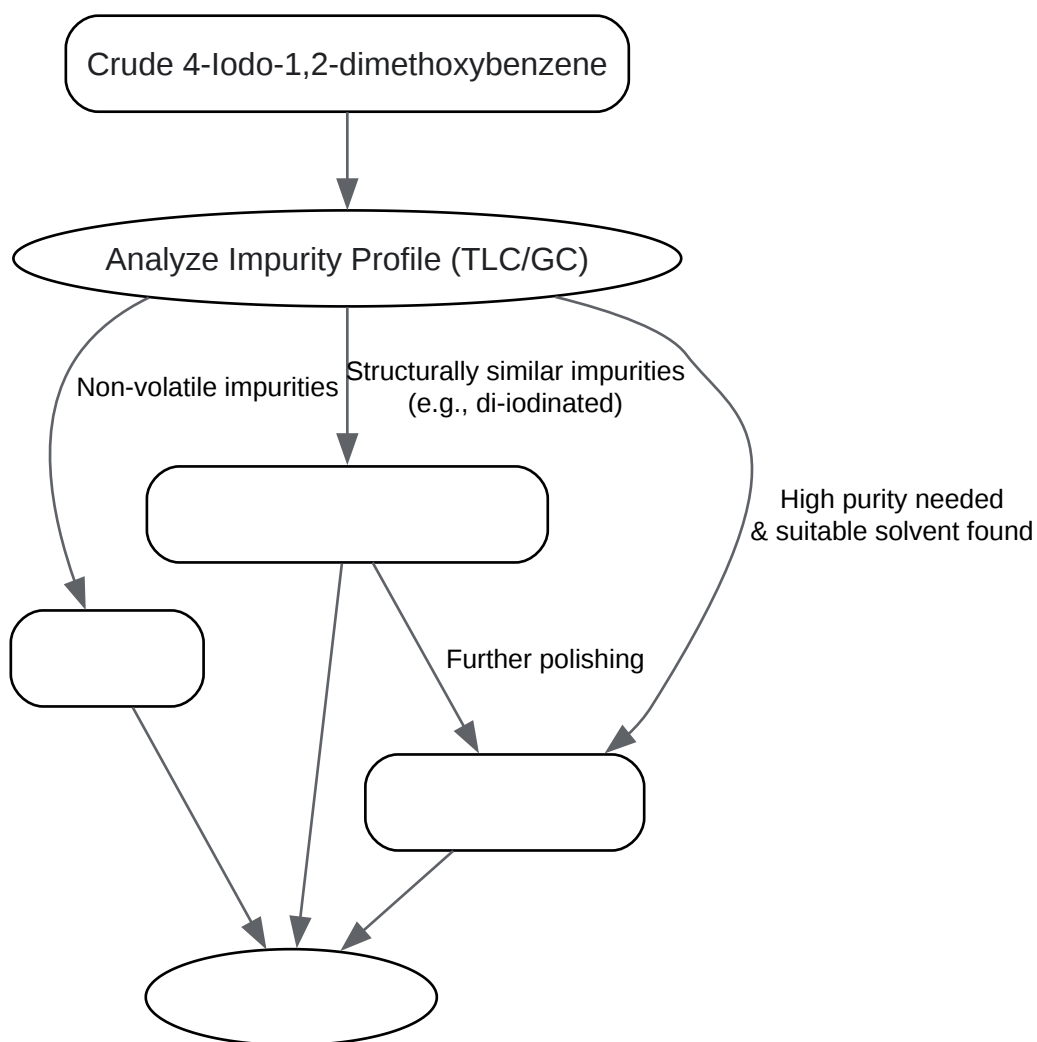 Crude 4-Iodo-1,2-dimethoxybenzene
Analyze Impurity Profile (TLC/GC)
Non-volatile impurities
Structurally similar impurities
(e.g., di-iodinated)
High purity needed
& suitable solvent found
Further polishing